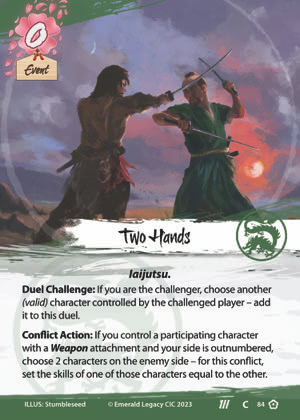 0
Event
Two Hands
Iaijutsu.
Duel Challenge: If you are the challenger, choose another
(valid) character controlled by the challenged player – add
it to this duel.
Conflict Action: If you control a participating character
with a Weapon attachment and your side is outnumbered,
choose 2 characters on the enemy side – for this conflict,
set the skills of one of those characters equal to the other.
ILLUS: Stumbleseed © Emerald Legacy CIC 2023 C 84